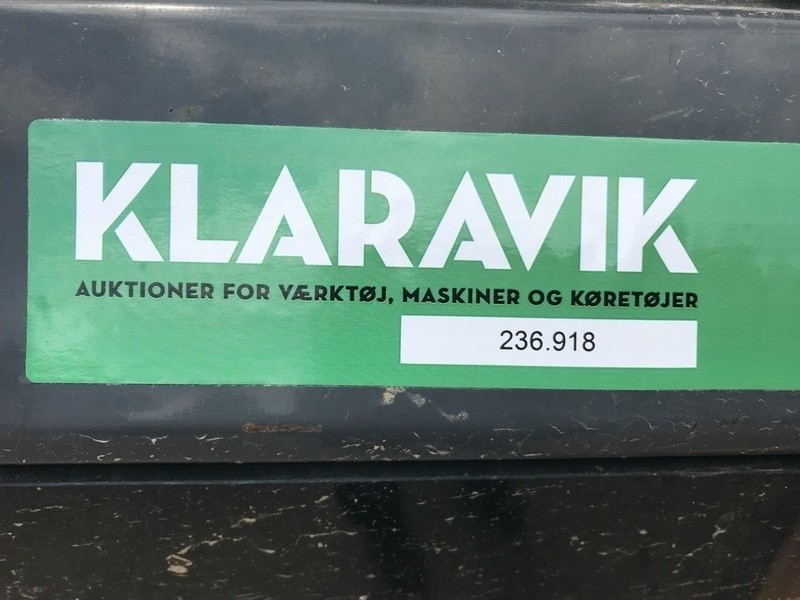 KLARAVIK
AUKTIONER FOR VÆRKTØJ, MASKINER OG KØRETØJER
236.918